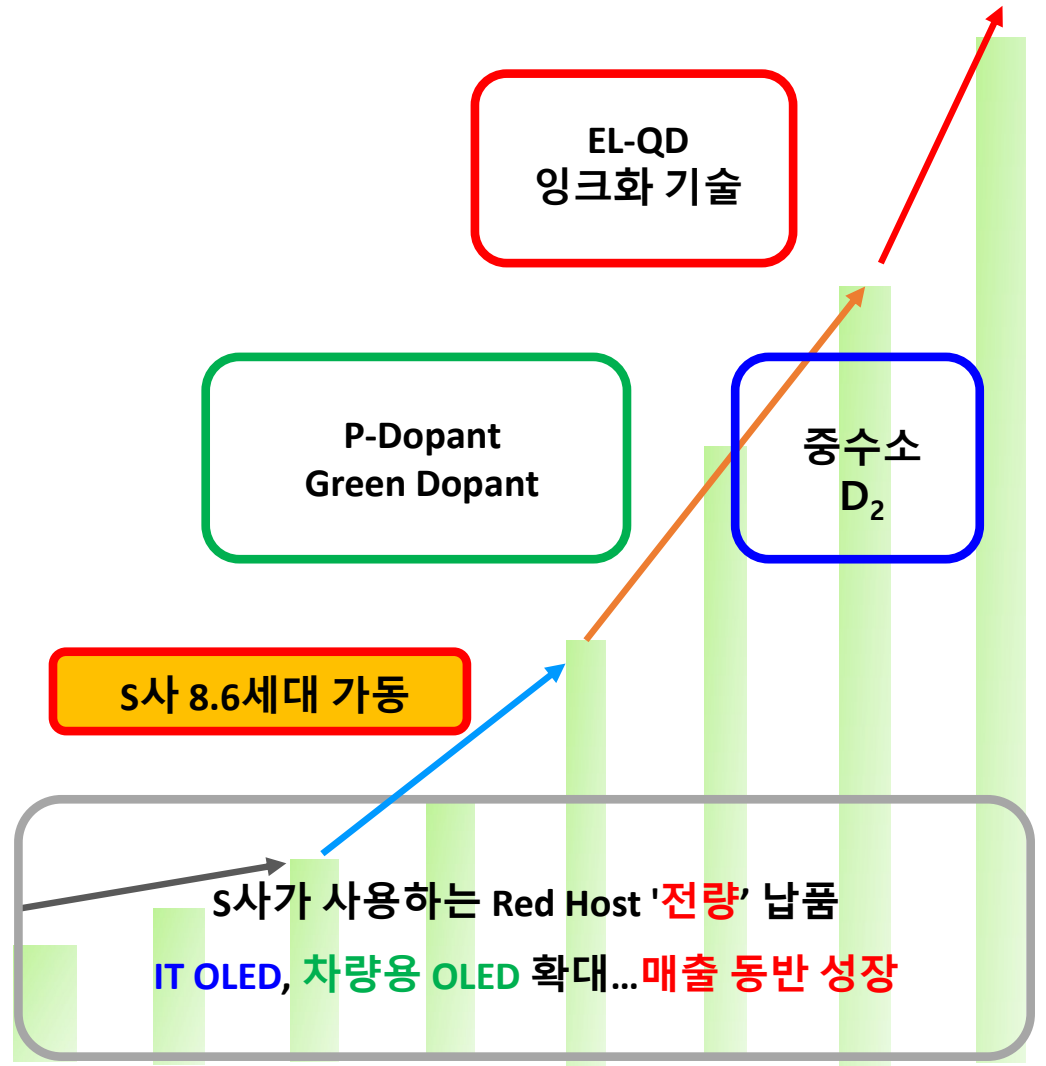 EL-QD
잉크화 기술
P-Dopant
Green Dopant
중수소
D₂
S사 8.6세대 가동
S사가 사용하는 Red Host '전량’ 납품
IT OLED, 차량용 OLED 확대...매출 동반 성장